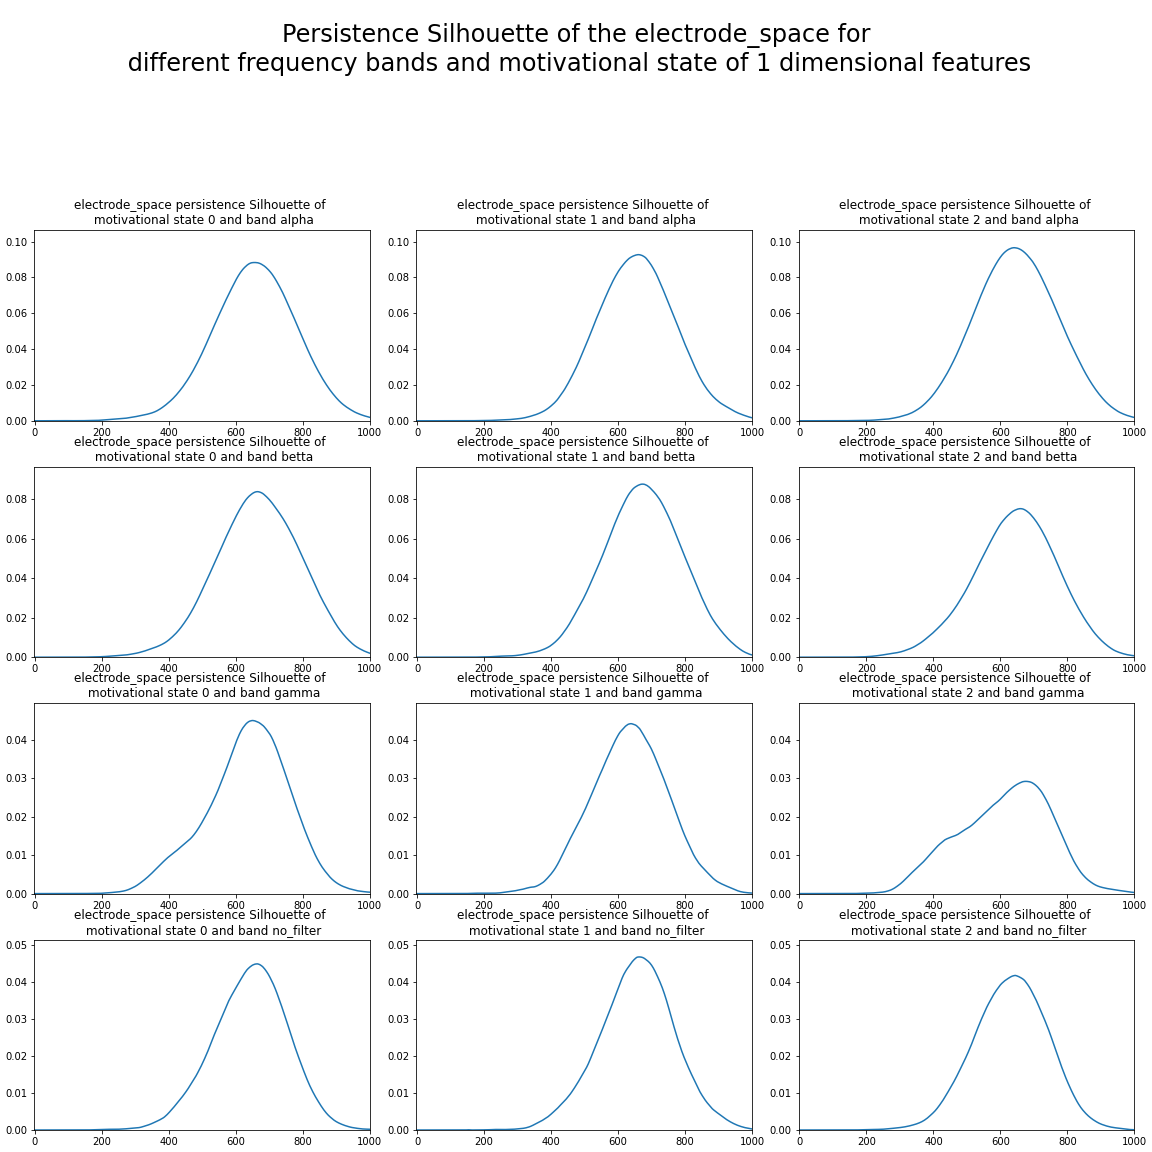 Persistence Silhouette of the electrode_space for
different frequency bands and motivational state of 1 dimensional features
electrode_space persistence Silhouette of
motivational state 0 and band alpha
0.10
0.08
0.06
0.04
0.02
0.00
0 200 400 600 800 1000
electrode_space persistence Silhouette of
motivational state 1 and band alpha
0.10
0.08
0.06
0.04
0.02
0.00
0 200 400 600 800 1000
electrode_space persistence Silhouette of
motivational state 2 and band alpha
0.10
0.08
0.06
0.04
0.02
0.00
0 200 400 600 800 1000
electrode_space persistence Silhouette of
motivational state 0 and band betta
0.08
0.06
0.04
0.02
0.00
0 200 400 600 800 1000
electrode_space persistence Silhouette of
motivational state 1 and band betta
0.08
0.06
0.04
0.02
0.00
0 200 400 600 800 1000
electrode_space persistence Silhouette of
motivational state 2 and band betta
0.08
0.06
0.04
0.02
0.00
0 200 400 600 800 1000
electrode_space persistence Silhouette of
motivational state 0 and band gamma
0.04
0.03
0.02
0.01
0.00
0 200 400 600 800 1000
electrode_space persistence Silhouette of
motivational state 1 and band gamma
0.04
0.03
0.02
0.01
0.00
0 200 400 600 800 1000
electrode_space persistence Silhouette of
motivational state 2 and band gamma
0.04
0.03
0.02
0.01
0.00
0 200 400 600 800 1000
electrode_space persistence Silhouette of
motivational state 0 and band no_filter
0.05
0.04
0.03
0.02
0.01
0.00
0 200 400 600 800 1000
electrode_space persistence Silhouette of
motivational state 1 and band no_filter
0.05
0.04
0.03
0.02
0.01
0.00
0 200 400 600 800 1000
electrode_space persistence Silhouette of
motivational state 2 and band no_filter
0.05
0.04
0.03
0.02
0.01
0.00
0 200 400 600 800 1000